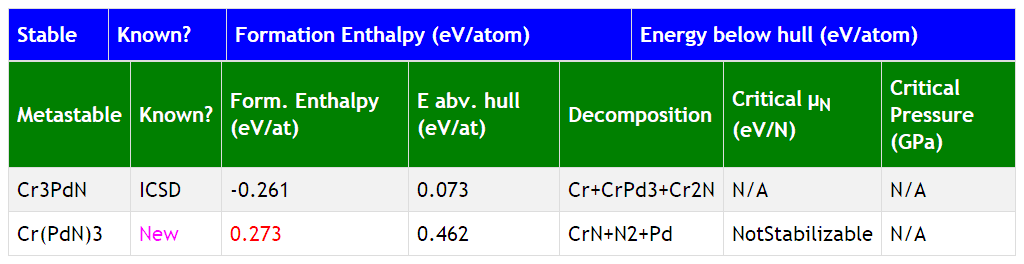 Stable Known? Formation Enthalpy (eV/atom) Energy below hull (eV/atom)
Metastable Known? Form. Enthalpy (eV/at) E abv. hull (eV/at) Decomposition Critical μN (eV/N) Critical Pressure (GPa)
Cr3PdN ICSD -0.261 0.073 Cr+CrPd3+Cr2N N/A N/A
Cr(PdN)3 New 0.273 0.462 CrN+N2+Pd NotStabilizable N/A